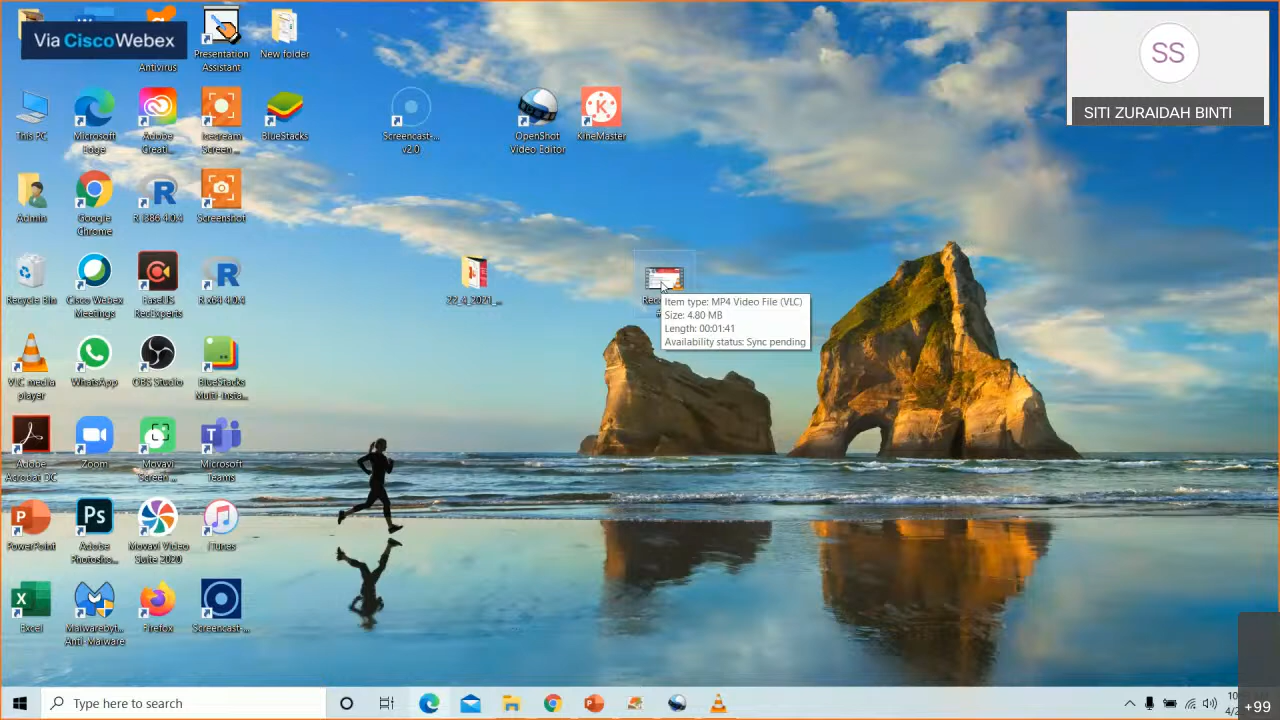 Via Cisco Webex
Antivirus
Presentation
Assistant
New folder
SS
SITI ZURAIDAH BINTI
This PC
Microsoft
Edge
Adobe
Creati...
Icecream
Screen ...
BlueStacks
Screencast-...
v2.0
OpenShot
Video Editor
KineMaster
Admin
Google
Chrome
R i386 4.0.4
Screenshot
Recycle Bin
Cisco Webex
Meetings
EaseUS
RecExperts
R x64 4.0.4
22_4_2021_...
Item type: MP4 Video File (VLC)
Size: 4.80 MB
Length: 00:01:41
Availability status: Sync pending
VLC media
player
WhatsApp
OBS Studio
BlueStacks
Multi-Insta...
Adobe
Acrobat DC
Zoom
Movavi
Screen ...
Microsoft
Teams
PowerPoint
Adobe
Photosho...
Movavi Video
Suite 2020
iTunes
Excel
Malwarebyt...
Anti-Malware
Firefox
Screencast-...
Type here to search
+99